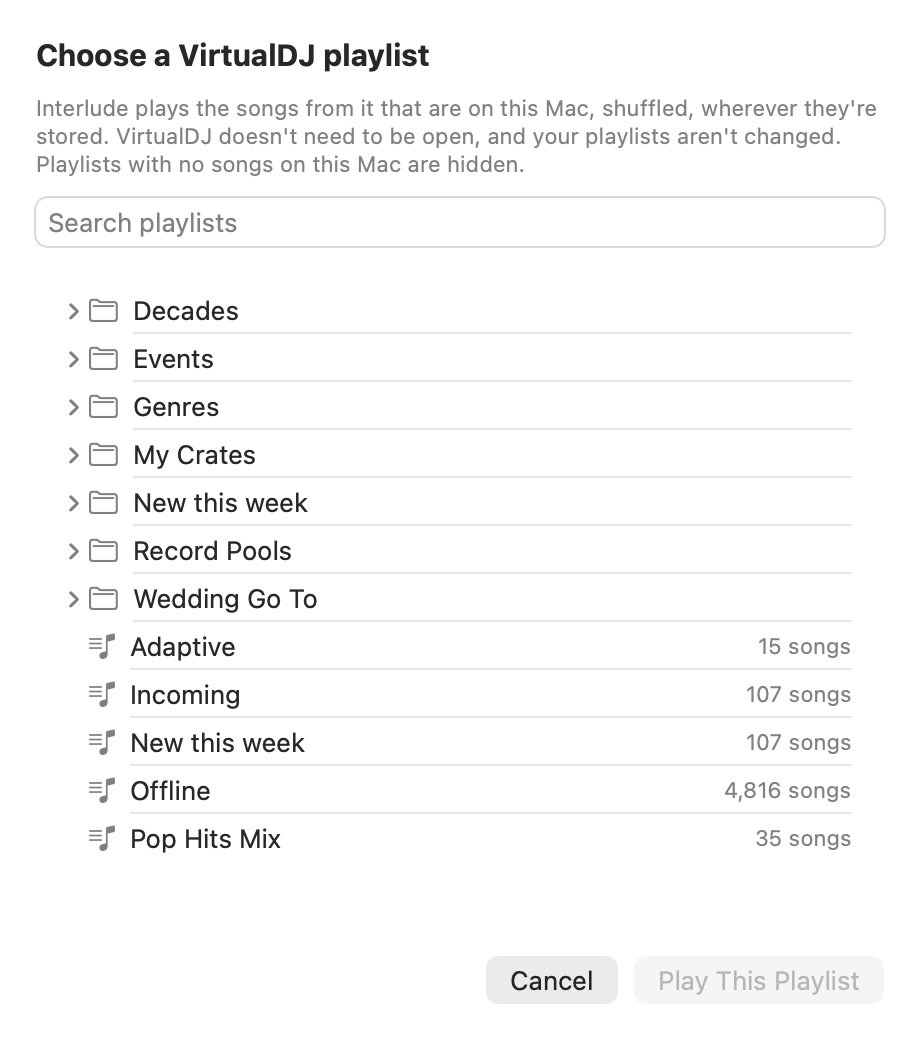 Choose a VirtualDJ playlist
Interlude plays the songs from it that are on this Mac, shuffled, wherever they're
stored. VirtualDJ doesn't need to be open, and your playlists aren't changed.
Playlists with no songs on this Mac are hidden.
Search playlists
Decades
Events
Genres
My Crates
New this week
Record Pools
Wedding Go To
Adaptive 15 songs
Incoming 107 songs
New this week 107 songs
Offline 4,816 songs
Pop Hits Mix 35 songs
Cancel Play This Playlist